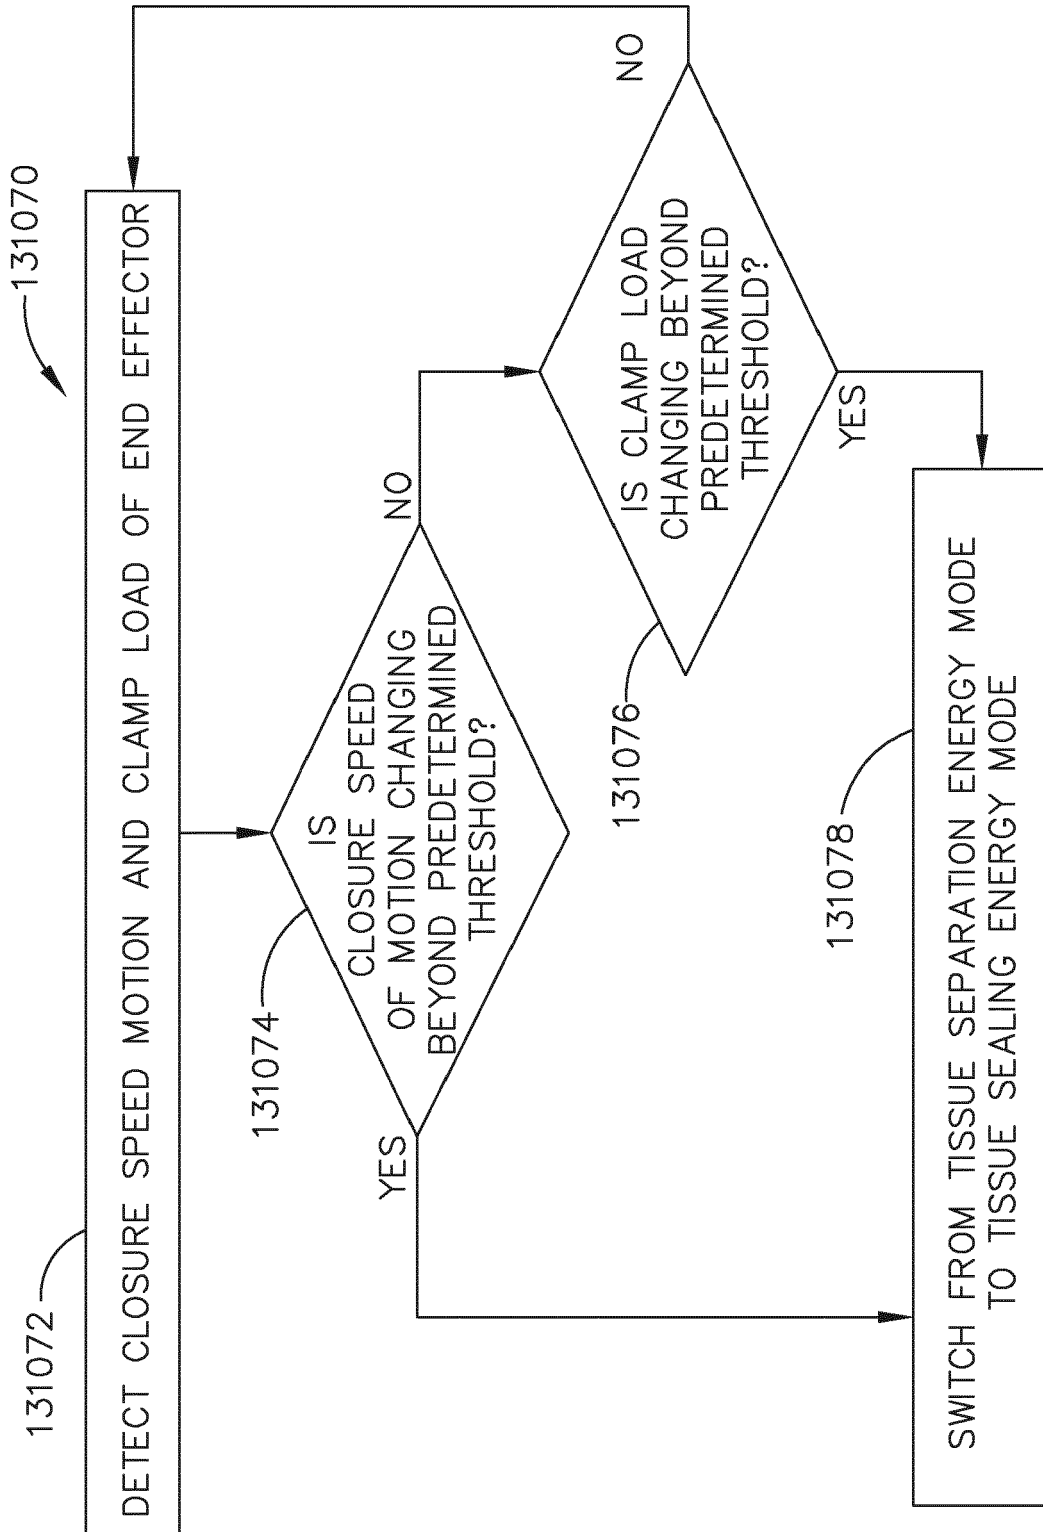 131070
131072
DETECT CLOSURE SPEED MOTION AND CLAMP LOAD OF END EFFECTOR
131074
IS
CLOSURE SPEED
OF MOTION CHANGING
BEYOND PREDETERMINED
THRESHOLD?
YES
NO
131076
IS CLAMP LOAD
CHANGING BEYOND
PREDETERMINED
THRESHOLD?
NO
YES
131078
SWITCH FROM TISSUE SEPARATION ENERGY MODE
TO TISSUE SEALING ENERGY MODE